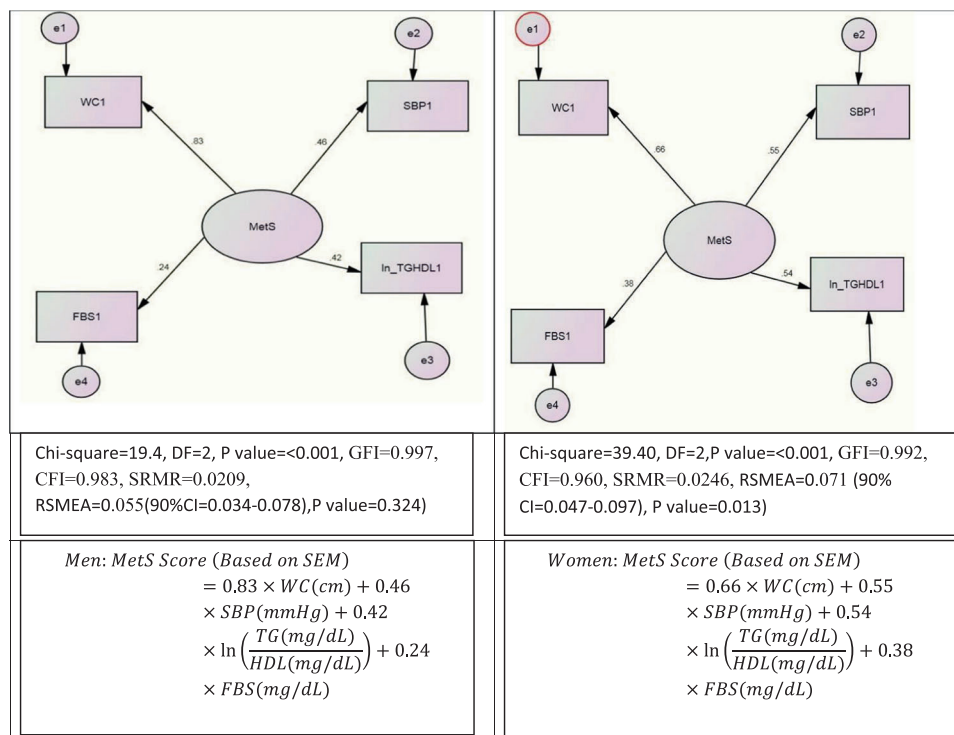 e1
e2
WC1
SBP1
.83
.46
MetS
.24
.42
ln_TGHDL1
FBS1
e3
e4
e1
e2
WC1
SBP1
.66
.55
MetS
.38
.54
ln_TGHDL1
FBS1
e3
e4
Chi-square=19.4, DF=2, P value=<0.001, GFI=0.997,
CFI=0.983, SRMR=0.0209,
RSMEA=0.055(90%CI=0.034-0.078),P value=0.324)
Chi-square=39.40, DF=2,P value=<0.001, GFI=0.992,
CFI=0.960, SRMR=0.0246, RSMEA=0.071 (90%
CI=0.047-0.097), P value=0.013)
Men: MetS Score (Based on SEM)
= 0.83 × WC(cm) + 0.46
× SBP(mmHg) + 0.42
× ln(TG(mg/dL)/HDL(mg/dL)) + 0.24
× FBS(mg/dL)
Women: MetS Score (Based on SEM)
= 0.66 × WC(cm) + 0.55
× SBP(mmHg) + 0.54
× ln(TG(mg/dL)/HDL(mg/dL)) + 0.38
× FBS(mg/dL)